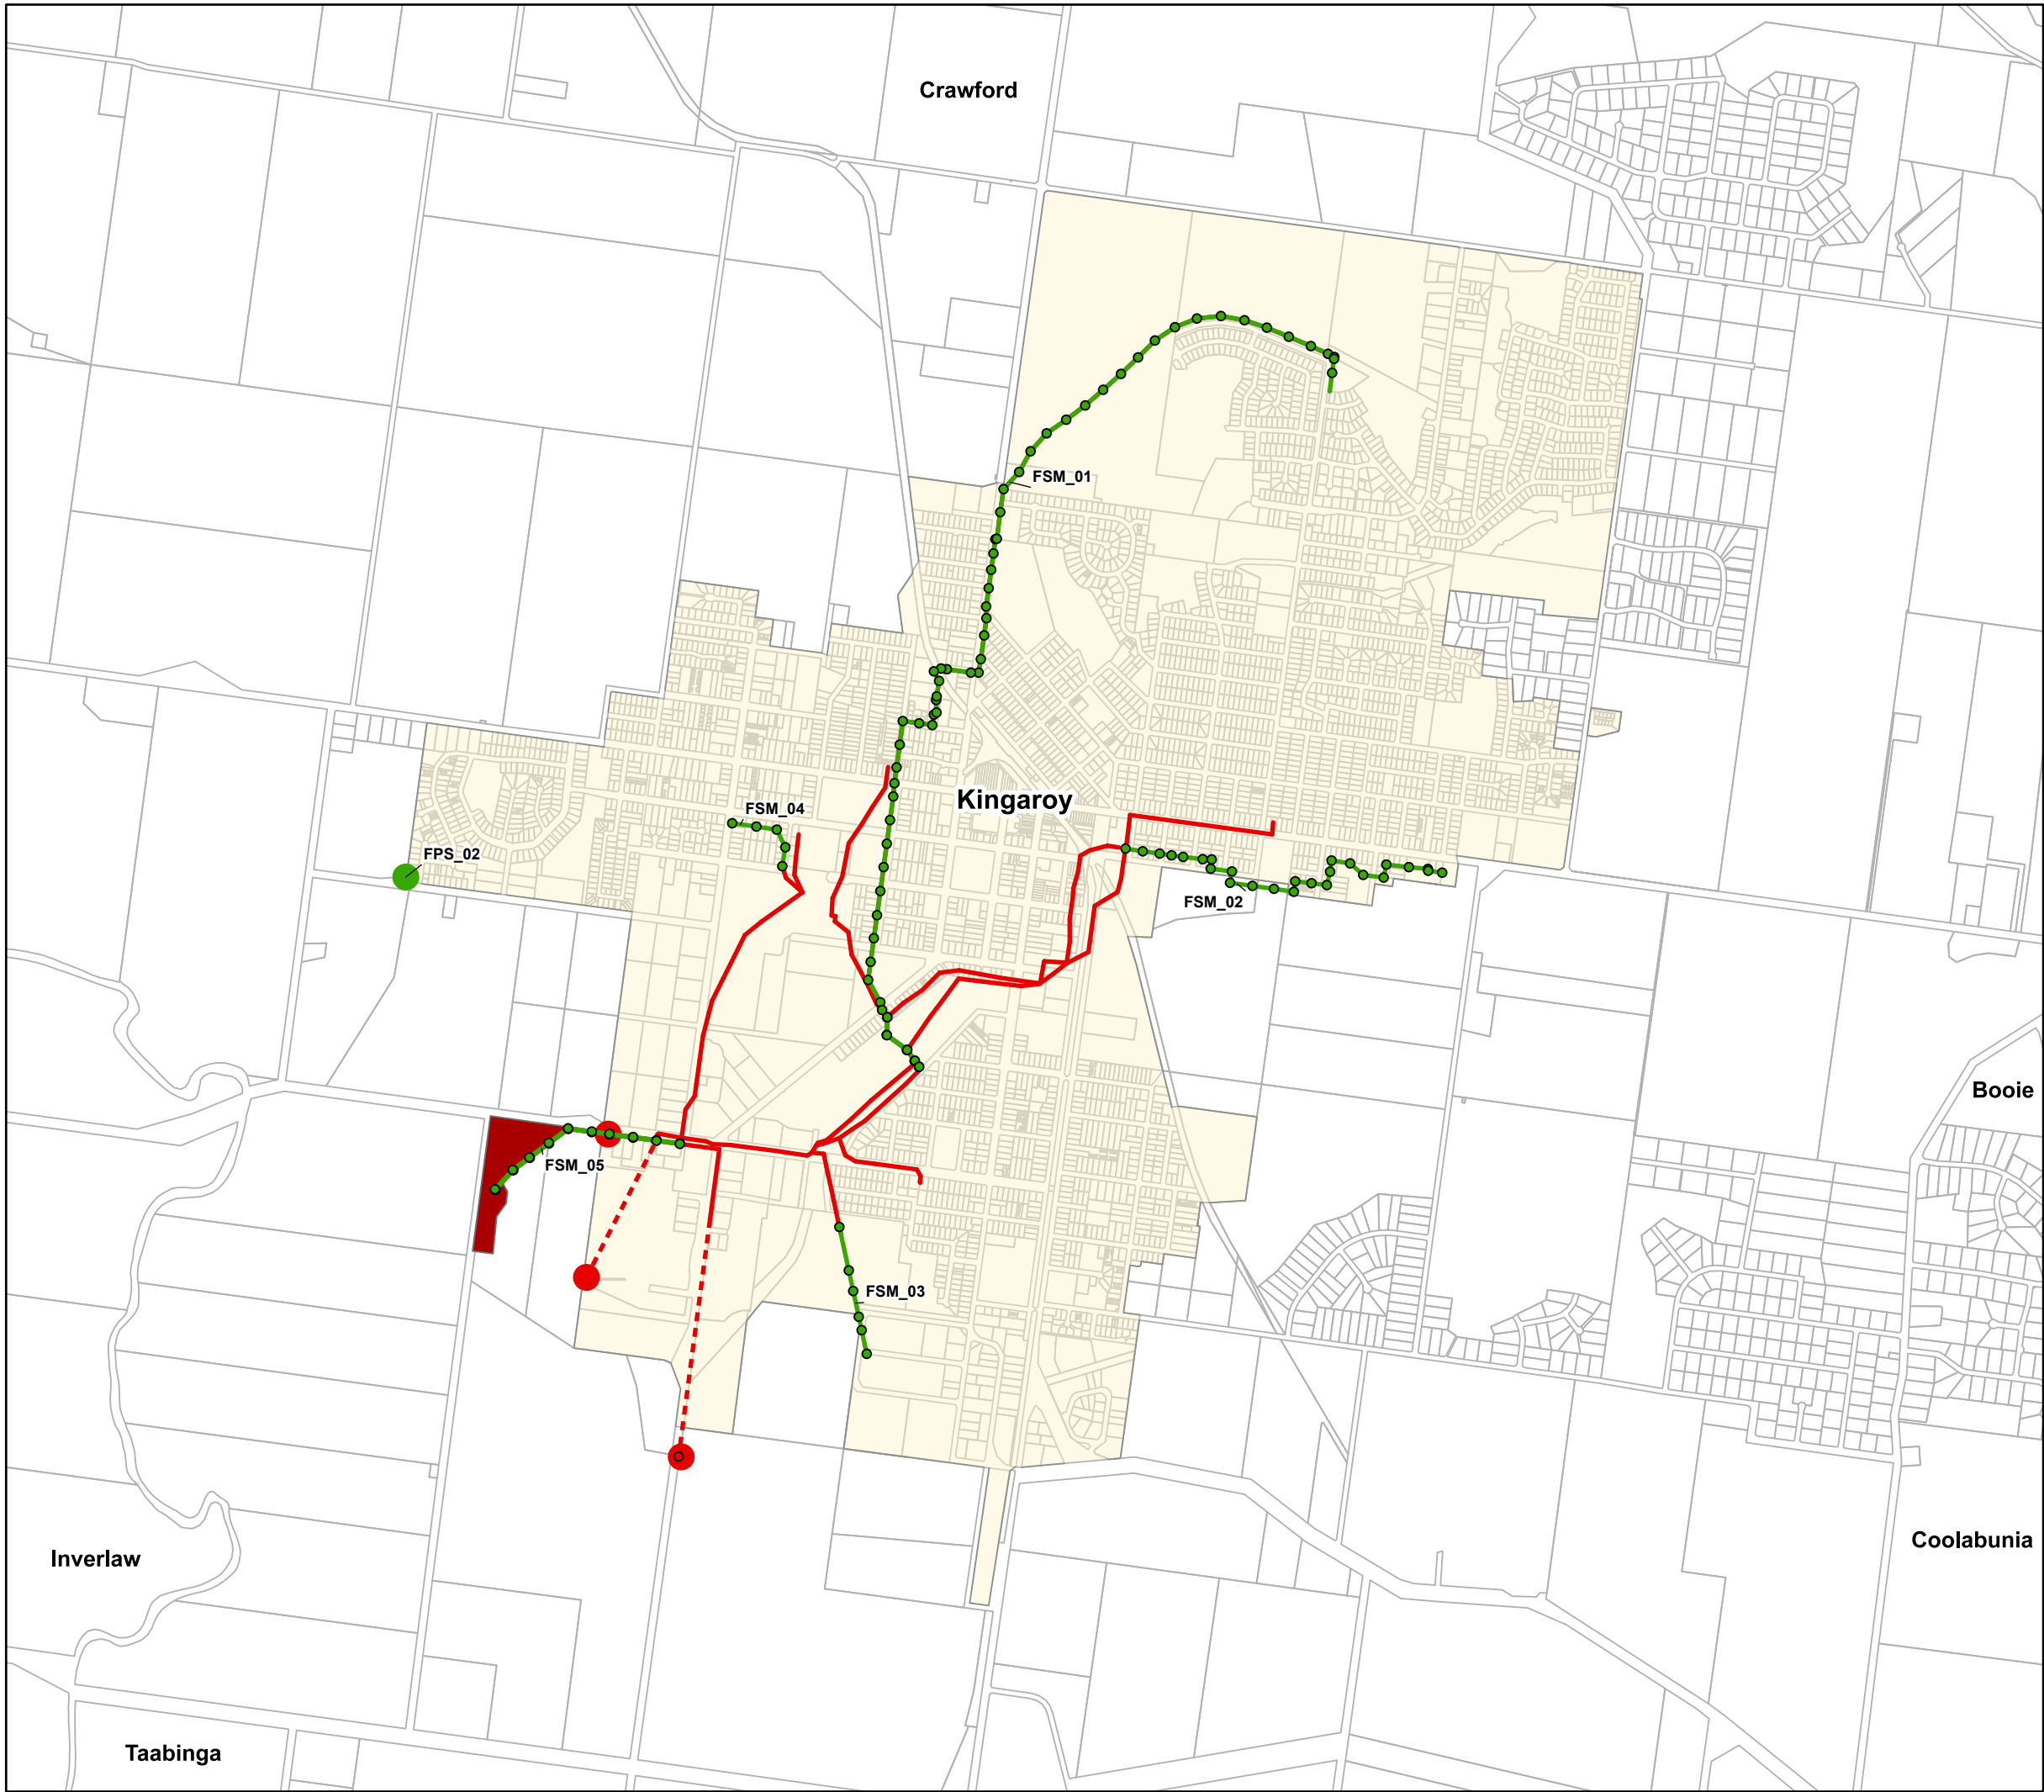 Crawford
FSM_01
Kingaroy
FSM_04
FPS_02
FSM_02
Booie
FSM_05
FSM_03
Coolabunia
Inverlaw
Taabinga